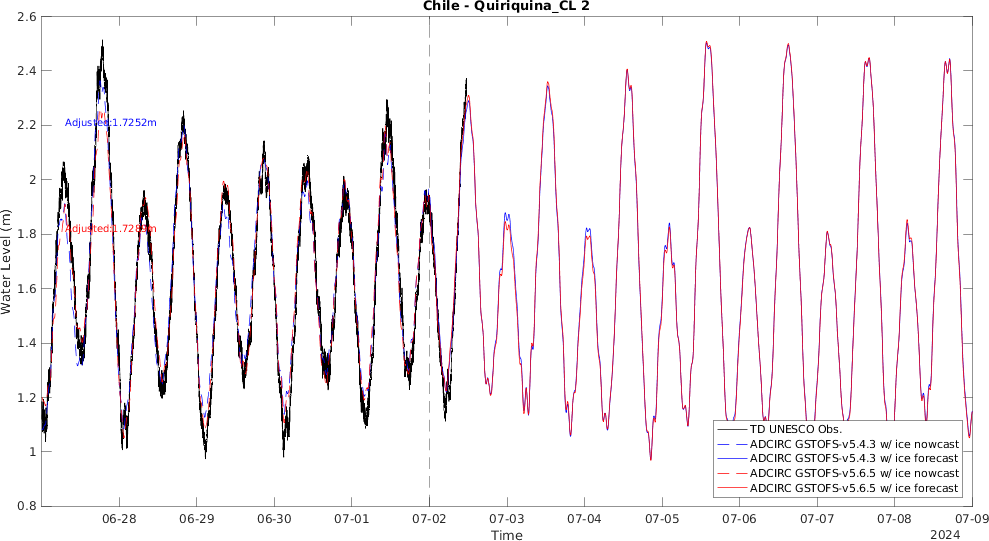 Chile - Quiriquina_CL 2
2.6
2.4
2.2
2
1.8
1.6
1.4
1.2
1
0.8
Water Level (m)
Adjusted:1.7252m
TD UNESCO Obs.
ADCIRC GSTOFS-v5.4.3 w/ ice nowcast
ADCIRC GSTOFS-v5.4.3 w/ ice forecast
ADCIRC GSTOFS-v5.6.5 w/ ice nowcast
ADCIRC GSTOFS-v5.6.5 w/ ice forecast
06-28 06-29 06-30 07-01 07-02 07-03 07-04 07-05 07-06 07-07 07-08 07-09
Time
2024